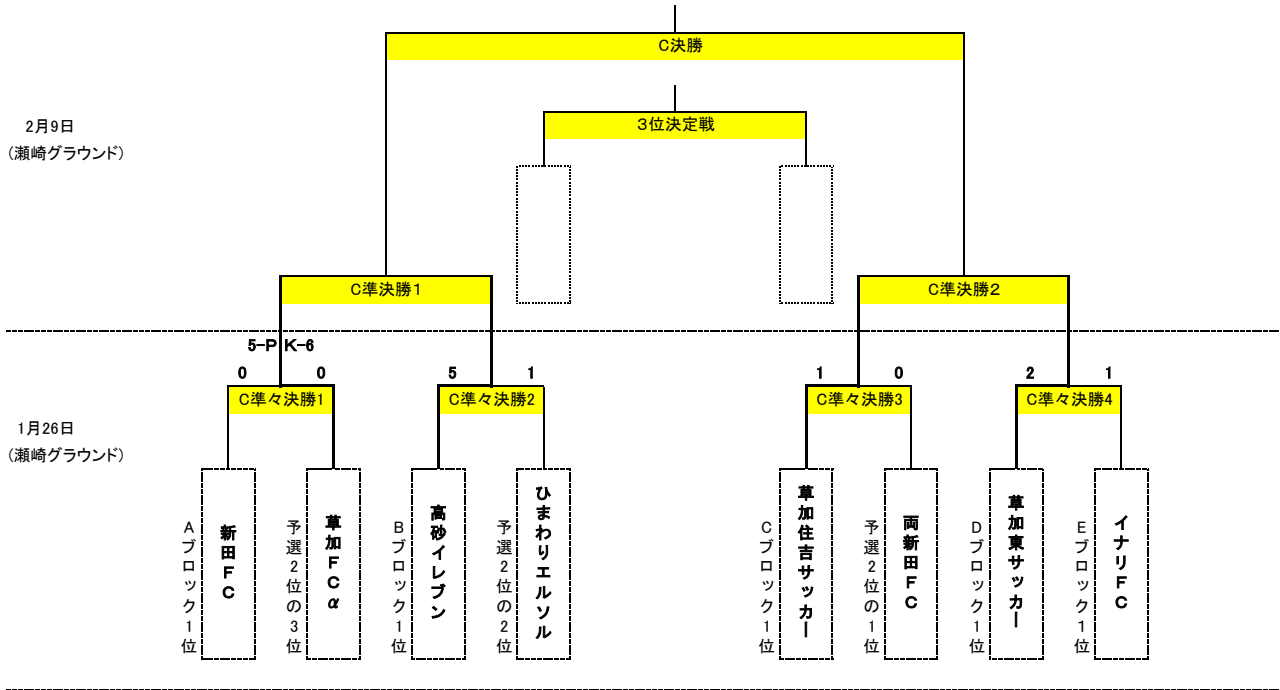 C決勝
2月9日
(瀬崎グラウンド)
3位決定戦
C準決勝1
C準決勝2
5-PK-6
0 0 5 1 1 0 2 1
C準々決勝1 C準々決勝2 C準々決勝3 C準々決勝4
1月26日
(瀬崎グラウンド)
Aブロック1位
新田FC
予選2位の3位
草加FCα
Bブロック1位
高砂イレブン
予選2位の2位
ひまわりエルソル
Cブロック1位
草加住吉サッカー
予選2位の1位
両新田FC
Dブロック1位
草加東サッカー
Eブロック1位
イナリFC